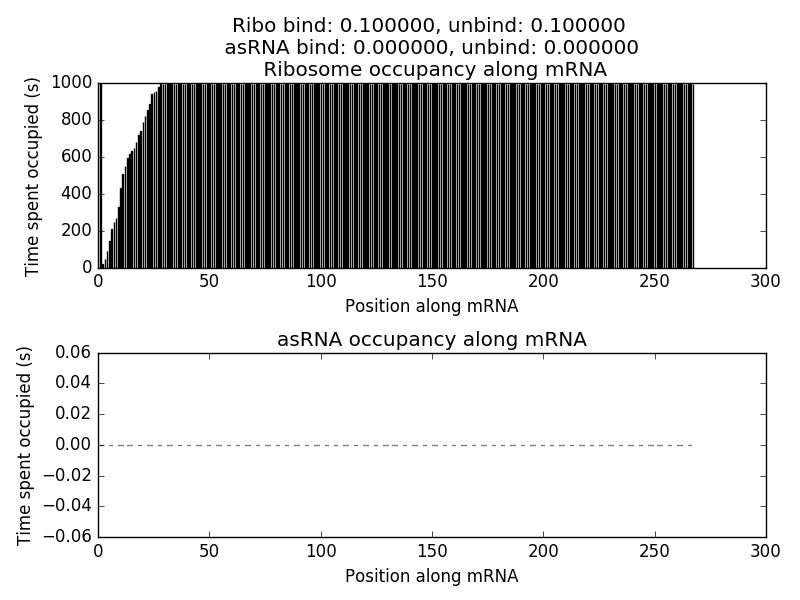 Ribo bind: 0.100000, unbind: 0.100000
asRNA bind: 0.000000, unbind: 0.000000
Ribosome occupancy along mRNA
Time spent occupied (s)
1000
800
600
400
200
0
0 50 100 150 200 250 300
Position along mRNA
asRNA occupancy along mRNA
Time spent occupied (s)
0.06
0.04
0.02
0.00
−0.02
−0.04
−0.06
0 50 100 150 200 250 300
Position along mRNA